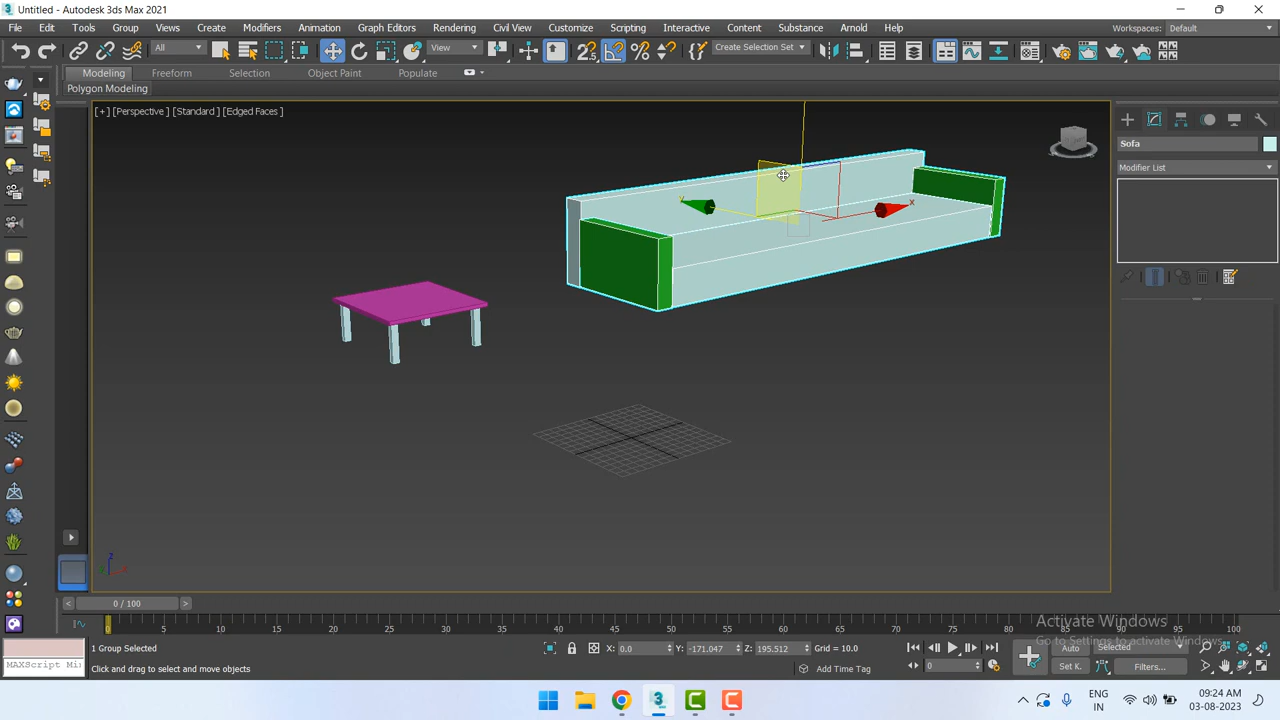 Untitled - Autodesk 3ds Max 2021
File Edit Tools Group Views Create Modifiers Animation Graph Editors Rendering Civil View Customize Scripting Interactive Content Substance Arnold Help
Workspaces: Default
All View Create Selection Set
Modeling Freeform Selection Object Paint Populate
Polygon Modeling
[+] [Perspective ] [Standard ] [Edged Faces ]
Sofa
Modifier List
y x
z
x
0 / 100
0 5 10 15 20 25 30 35 40 45 50 55 60 65 70 75 80 85 90 95 100
Activate Windows
Go to Settings to activate Windows.
1 Group Selected
X: 0.0 Y: -171.047 Z: 195.512 Grid = 10.0
Auto Selected
MAXScript Mi
Click and drag to select and move objects
Add Time Tag
0
Set K. Filters...
ENG
IN
09:24 AM
03-08-2023